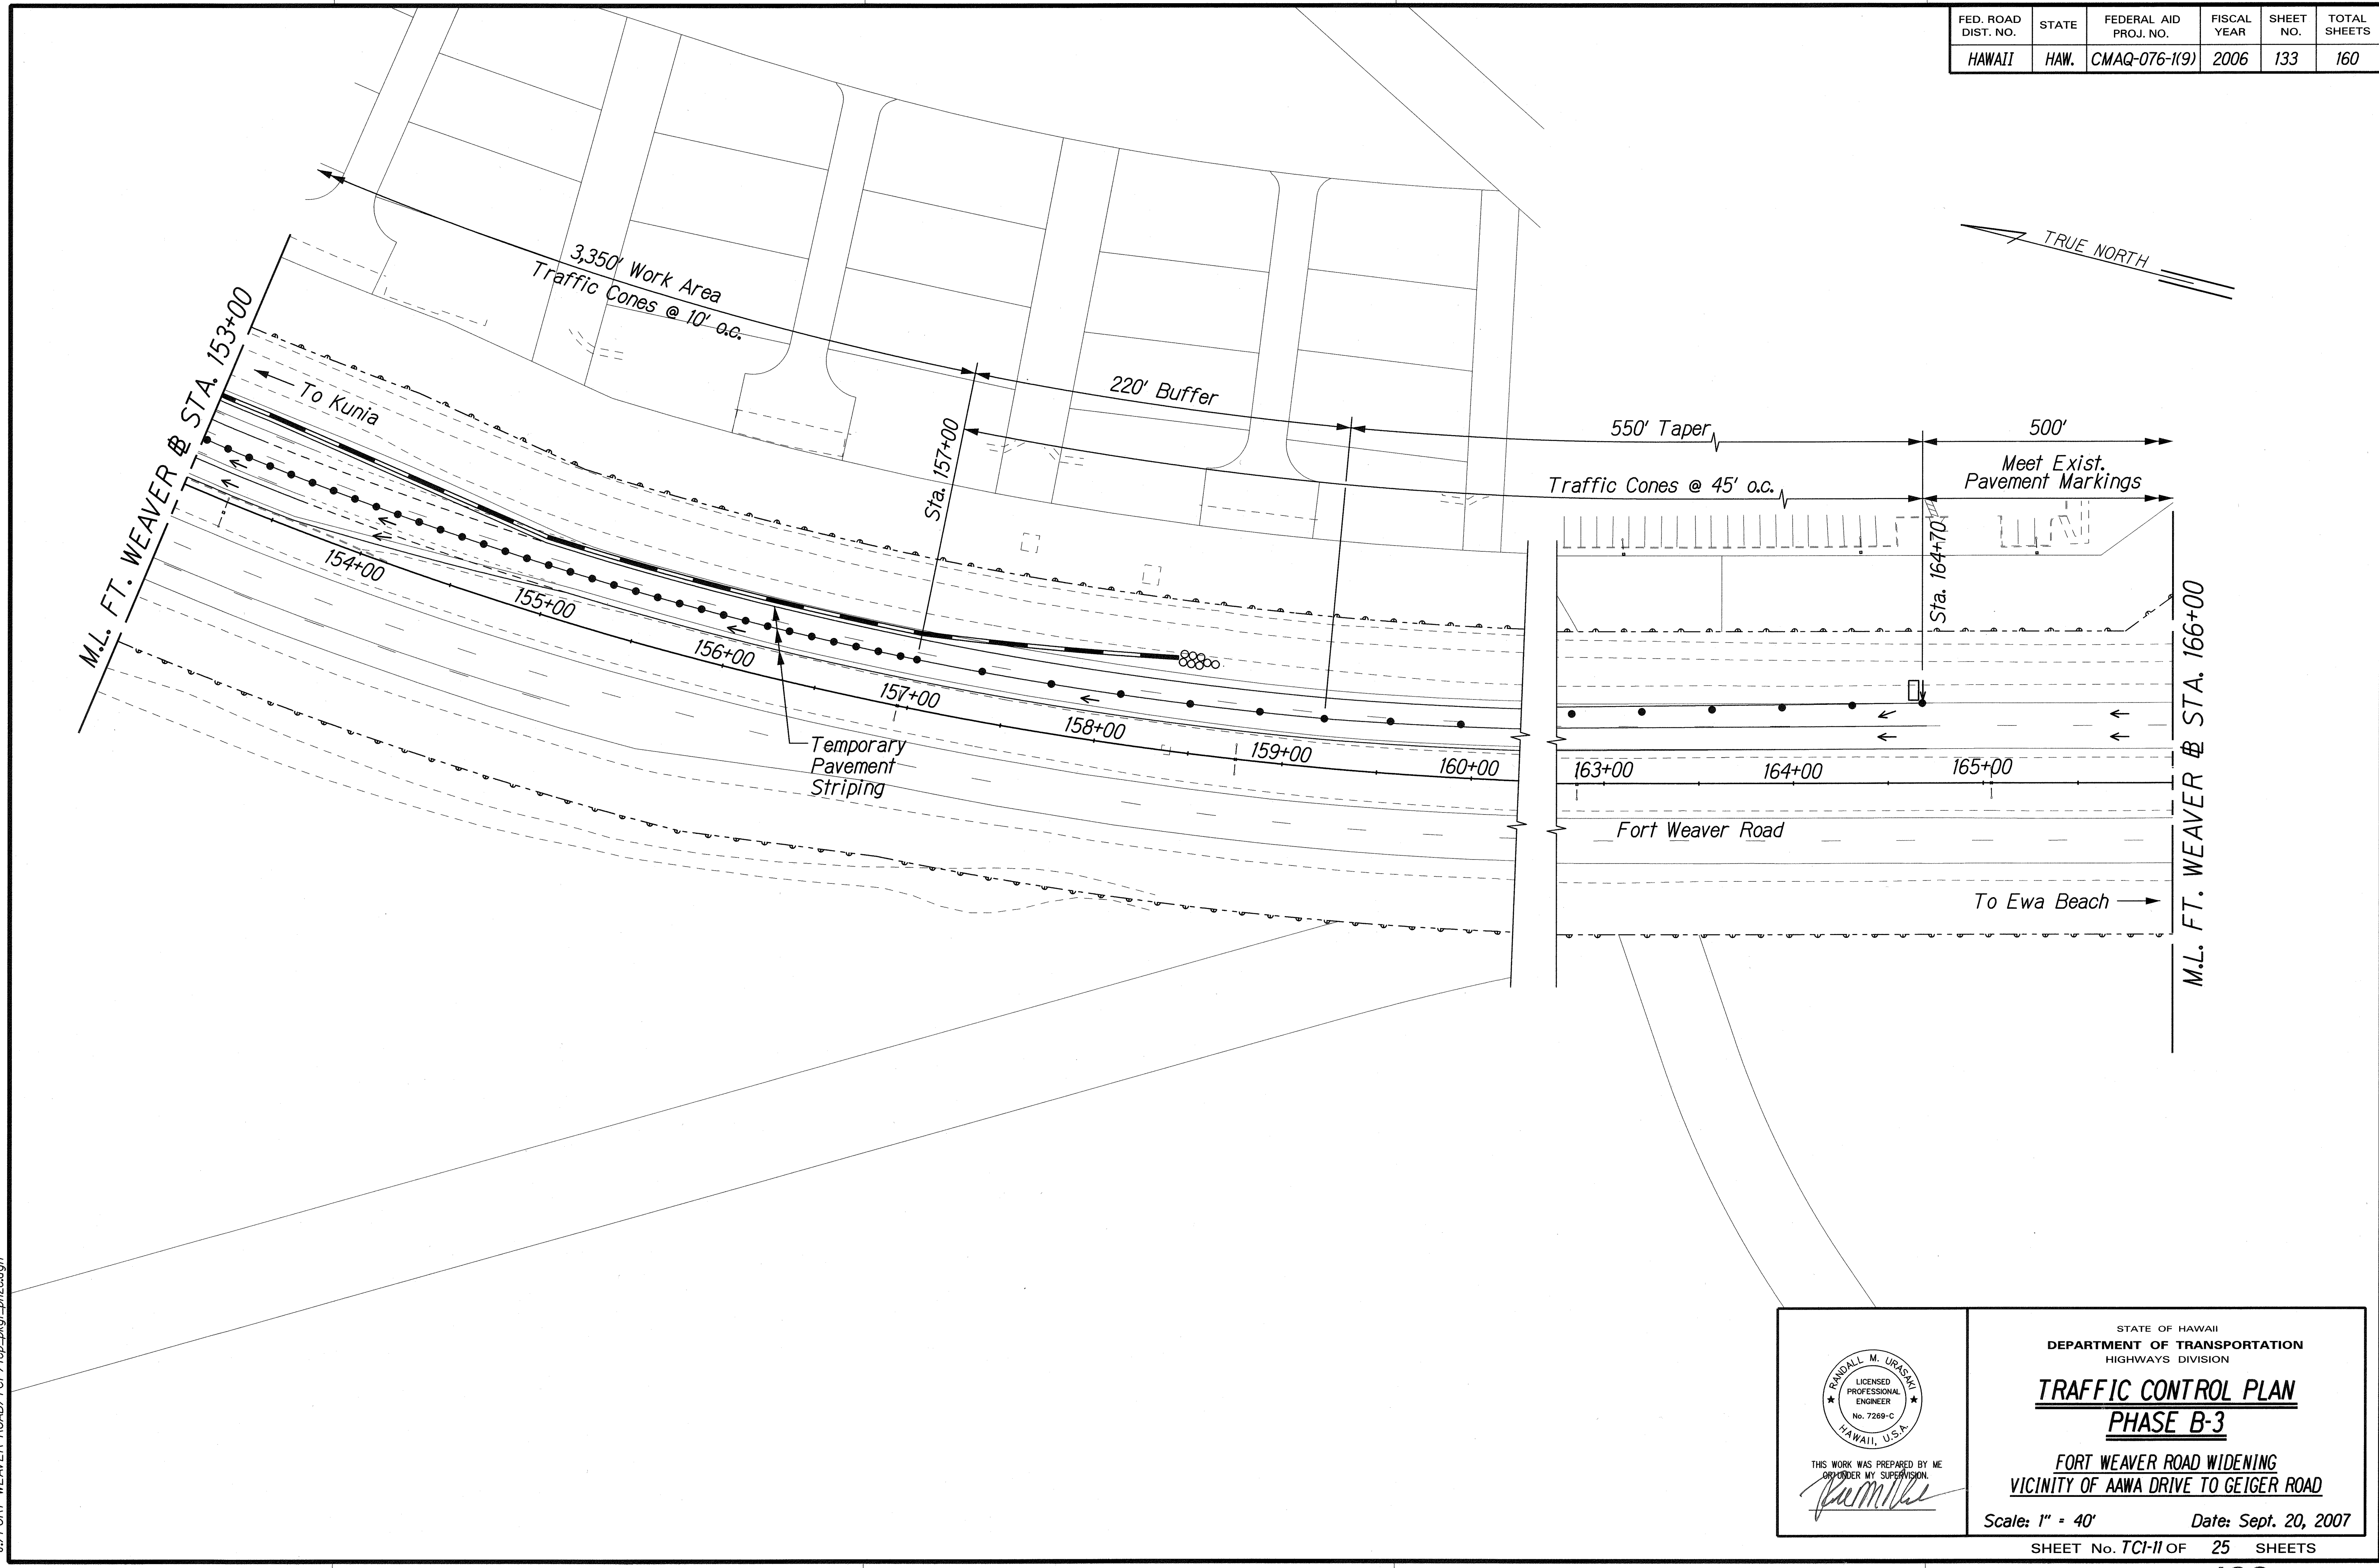 FED. ROAD DIST. NO.
STATE
FEDERAL AID PROJ. NO.
FISCAL YEAR
SHEET NO.
TOTAL SHEETS
HAWAII
HAW.
CMAQ-076-1(9)
2006
133
160
TRUE NORTH
3,350' Work Area
Traffic Cones @ 10' o.c.
220' Buffer
550' Taper
500'
Traffic Cones @ 45' o.c.
Meet Exist.
Pavement Markings
M.L. FT. WEAVER ⅊ STA. 153+00
To Kunia
Sta. 157+00
Sta. 164+70
154+00
155+00
156+00
157+00
158+00
159+00
160+00
163+00
164+00
165+00
Temporary
Pavement
Striping
Fort Weaver Road
To Ewa Beach
M.L. FT. WEAVER ⅊ STA. 166+00
RANDALL M. URASAKI
LICENSED
PROFESSIONAL
ENGINEER
No. 7269-C
HAWAII, U.S.A.
THIS WORK WAS PREPARED BY ME
OR UNDER MY SUPERVISION.
STATE OF HAWAII
DEPARTMENT OF TRANSPORTATION
HIGHWAYS DIVISION
TRAFFIC CONTROL PLAN
PHASE B-3
FORT WEAVER ROAD WIDENING
VICINITY OF AAWA DRIVE TO GEIGER ROAD
Scale: 1" = 40'
Date: Sept. 20, 2007
SHEET No. TC1-11 OF 25 SHEETS